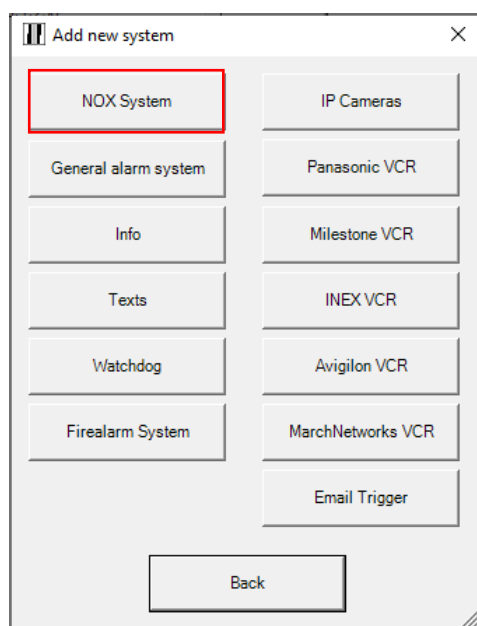 Add new system
NOX System
IP Cameras
General alarm system
Panasonic VCR
Info
Milestone VCR
Texts
INEX VCR
Watchdog
Avigilon VCR
Firealarm System
MarchNetworks VCR
Email Trigger
Back